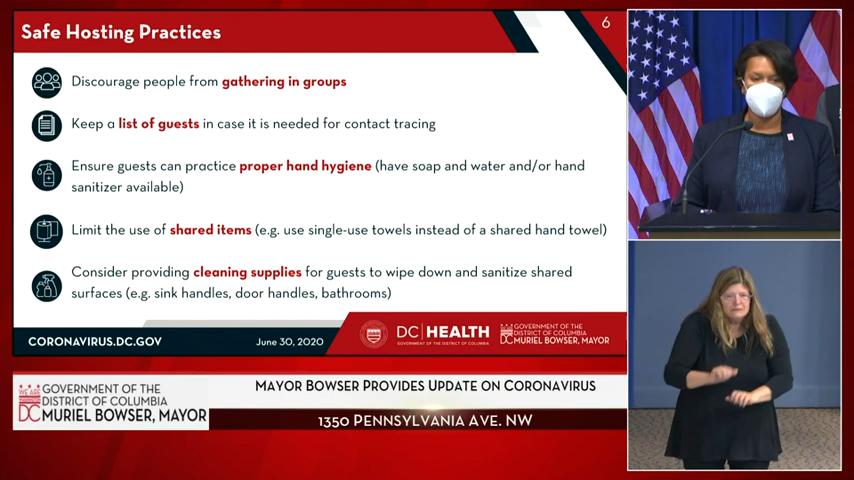 Safe Hosting Practices
6
Discourage people from gathering in groups
Keep a list of guests in case it is needed for contact tracing
Ensure guests can practice proper hand hygiene (have soap and water and/or hand
sanitizer available)
Limit the use of shared items (e.g. use single-use towels instead of a shared hand towel)
Consider providing cleaning supplies for guests to wipe down and sanitize shared
surfaces (e.g. sink handles, door handles, bathrooms)
CORONAVIRUS.DC.GOV
June 30, 2020
DC HEALTH
GOVERNMENT OF THE DISTRICT OF COLUMBIA
GOVERNMENT OF THE
DISTRICT OF COLUMBIA
DC MURIEL BOWSER, MAYOR
WE ARE
WASHINGTON
DC
GOVERNMENT OF THE
DISTRICT OF COLUMBIA
MURIEL BOWSER, MAYOR
MAYOR BOWSER PROVIDES UPDATE ON CORONAVIRUS
1350 PENNSYLVANIA AVE. NW